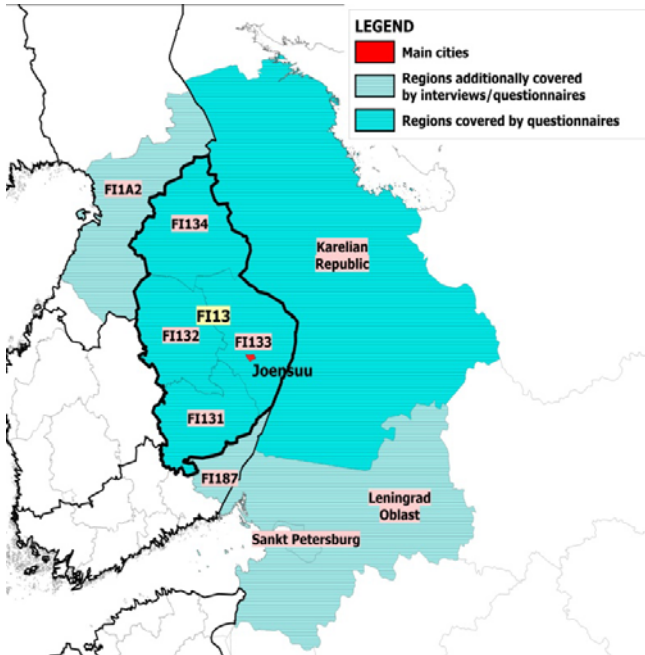 LEGEND
Main cities
Regions additionally covered
by interviews/questionnaires
Regions covered by questionnaires
FI1A2
FI134
Karelian
Republic
FI13
FI132
FI133
Joensuu
FI131
FI187
Leningrad
Oblast
Sankt Petersburg